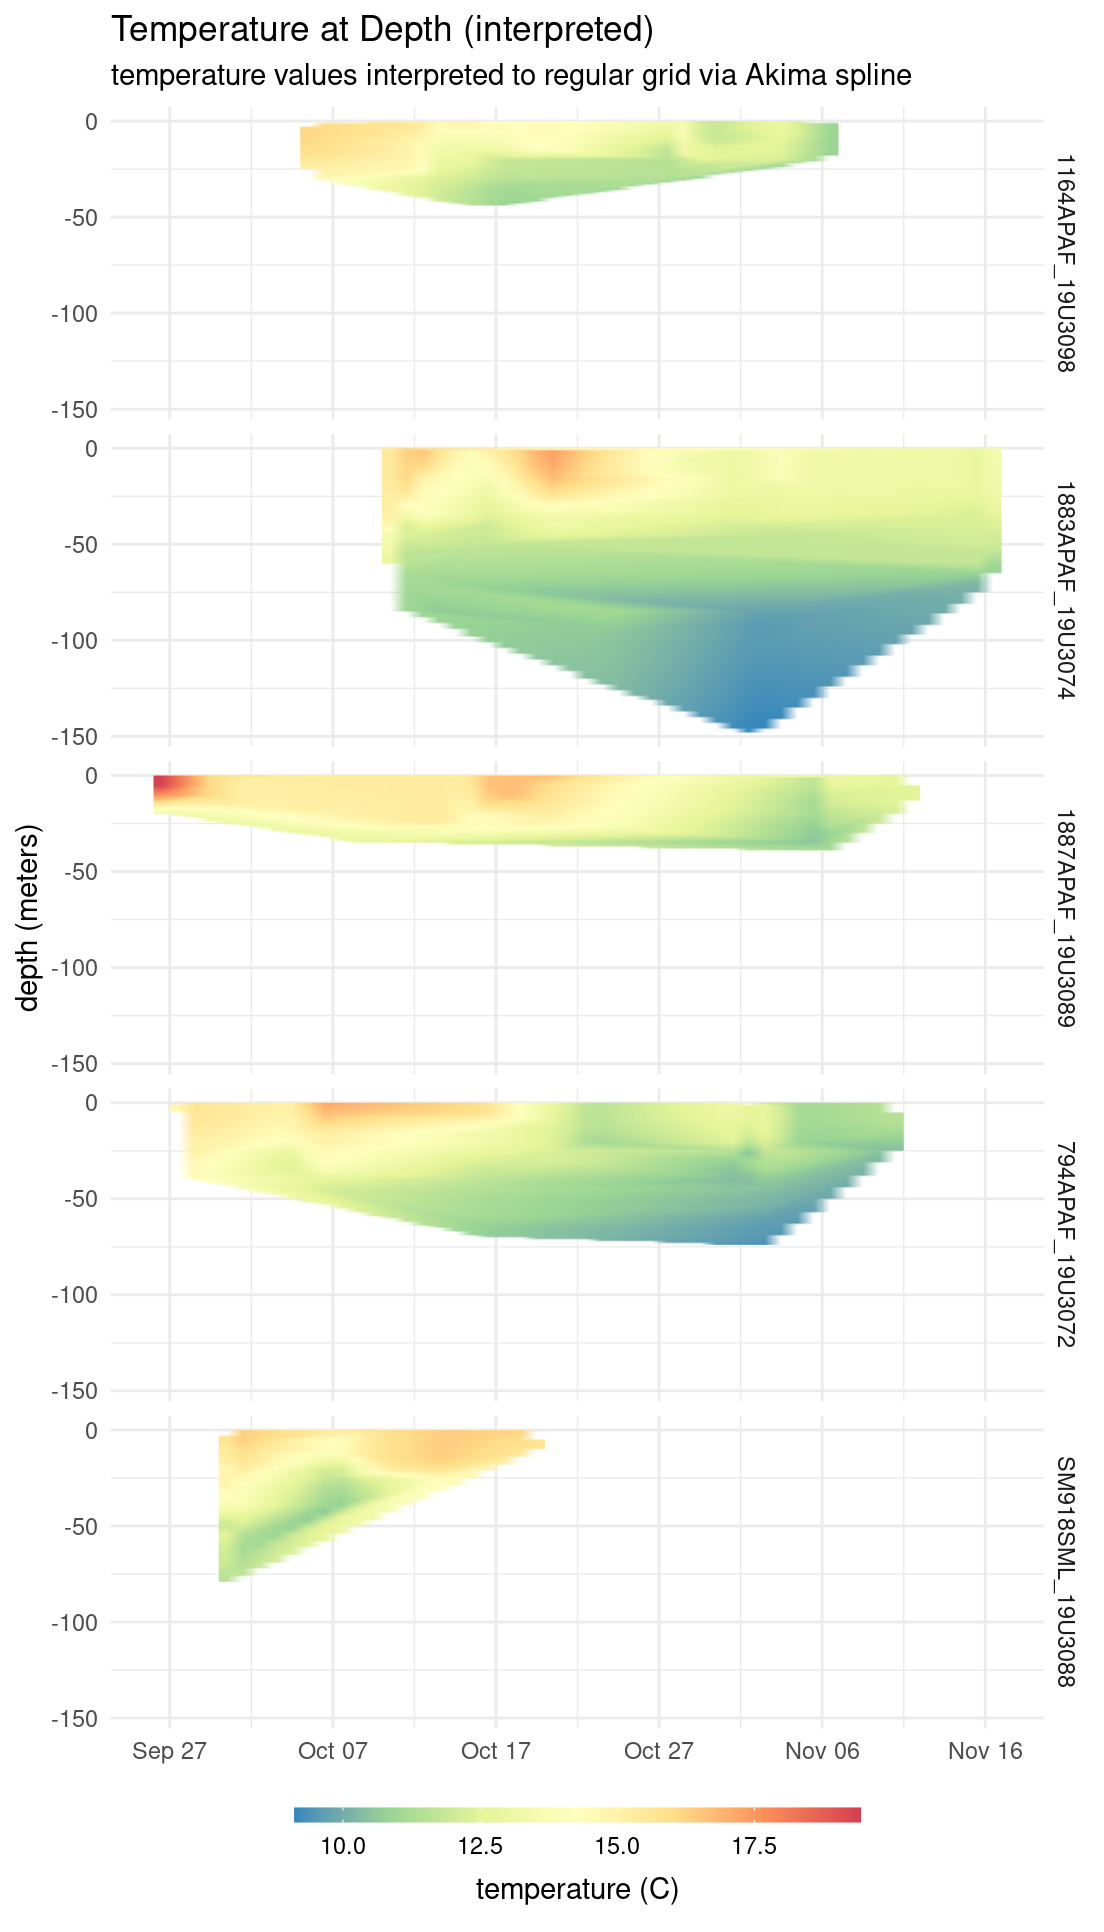 Temperature at Depth (interpreted)
temperature values interpreted to regular grid via Akima spline
0
-50
-100
-150
1164APAF_19U3098
0
-50
-100
-150
1883APAF_19U3074
0
-50
-100
-150
1887APAF_19U3089
depth (meters)
0
-50
-100
-150
794APAF_19U3072
0
-50
-100
-150
SM918SML_19U3088
Sep 27 Oct 07 Oct 17 Oct 27 Nov 06 Nov 16
10.0 12.5 15.0 17.5
temperature (C)